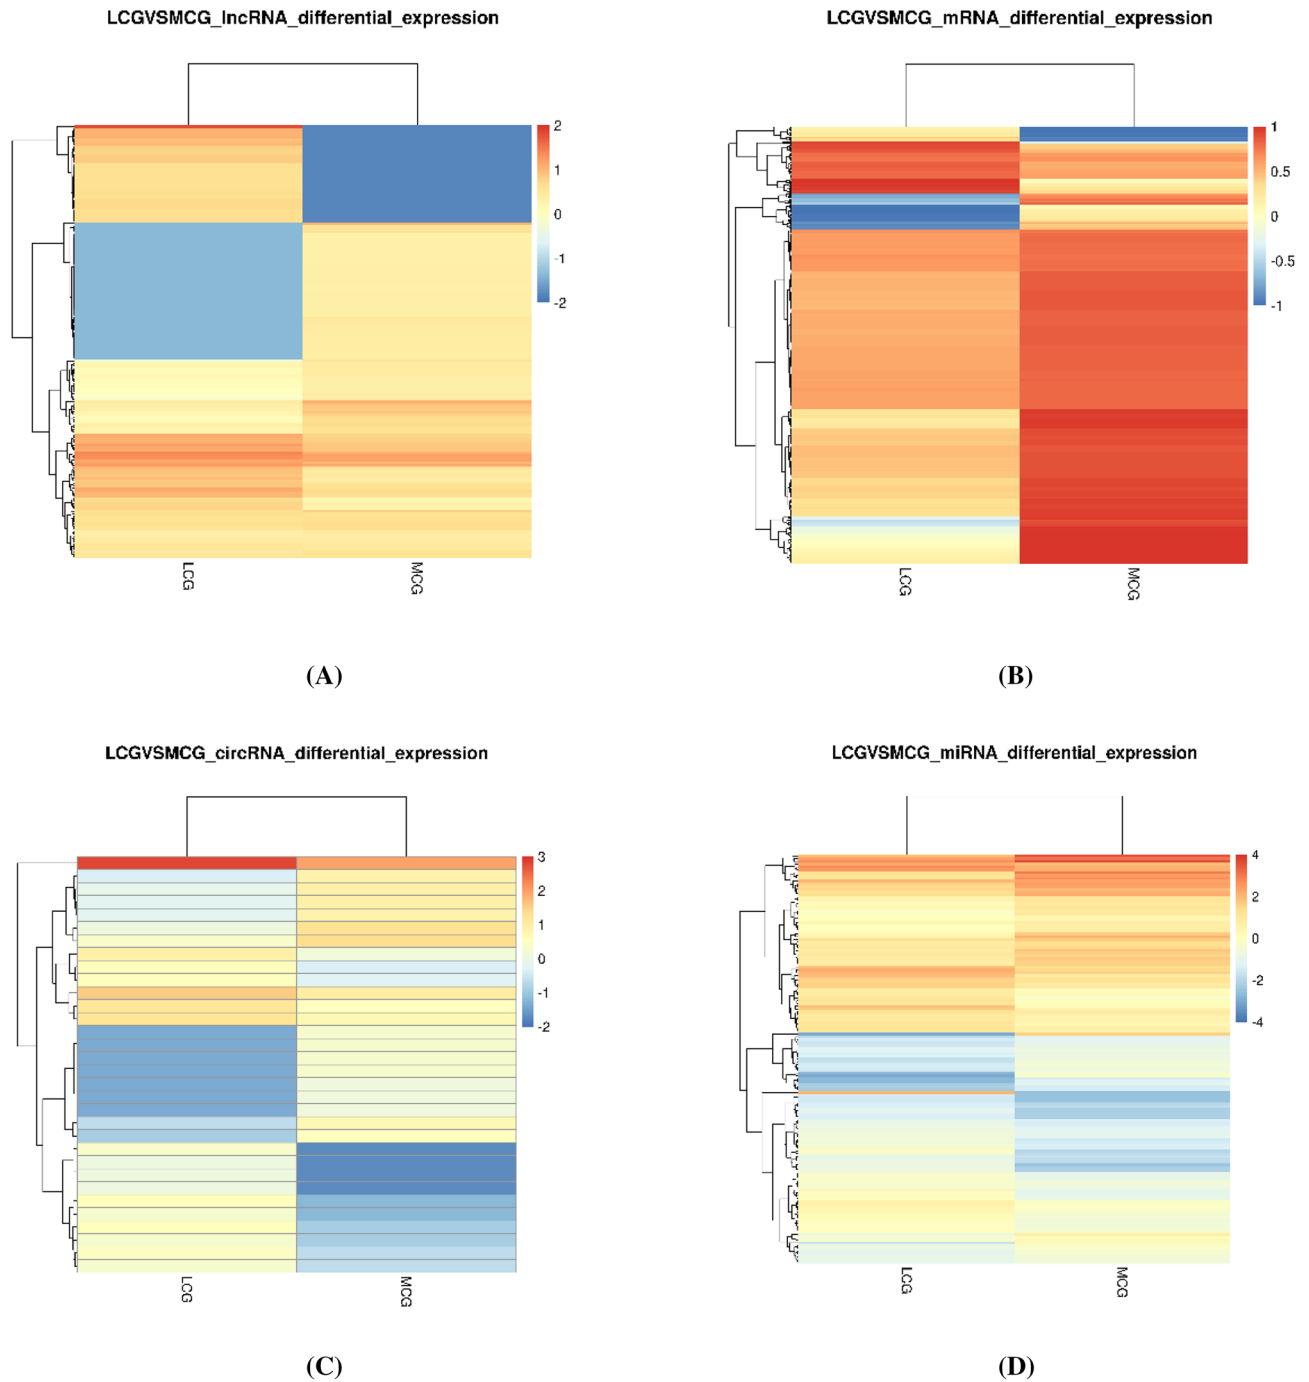 LCGVSMCG_lncRNA_differential_expression
2
1
0
-1
-2
LCG
MCG
(A)
LCGVSMCG_mRNA_differential_expression
1
0.5
0
-0.5
-1
LCG
MCG
(B)
LCGVSMCG_circRNA_differential_expression
3
2
1
0
-1
-2
LCG
MCG
(C)
LCGVSMCG_miRNA_differential_expression
4
2
0
-2
-4
LCG
MCG
(D)